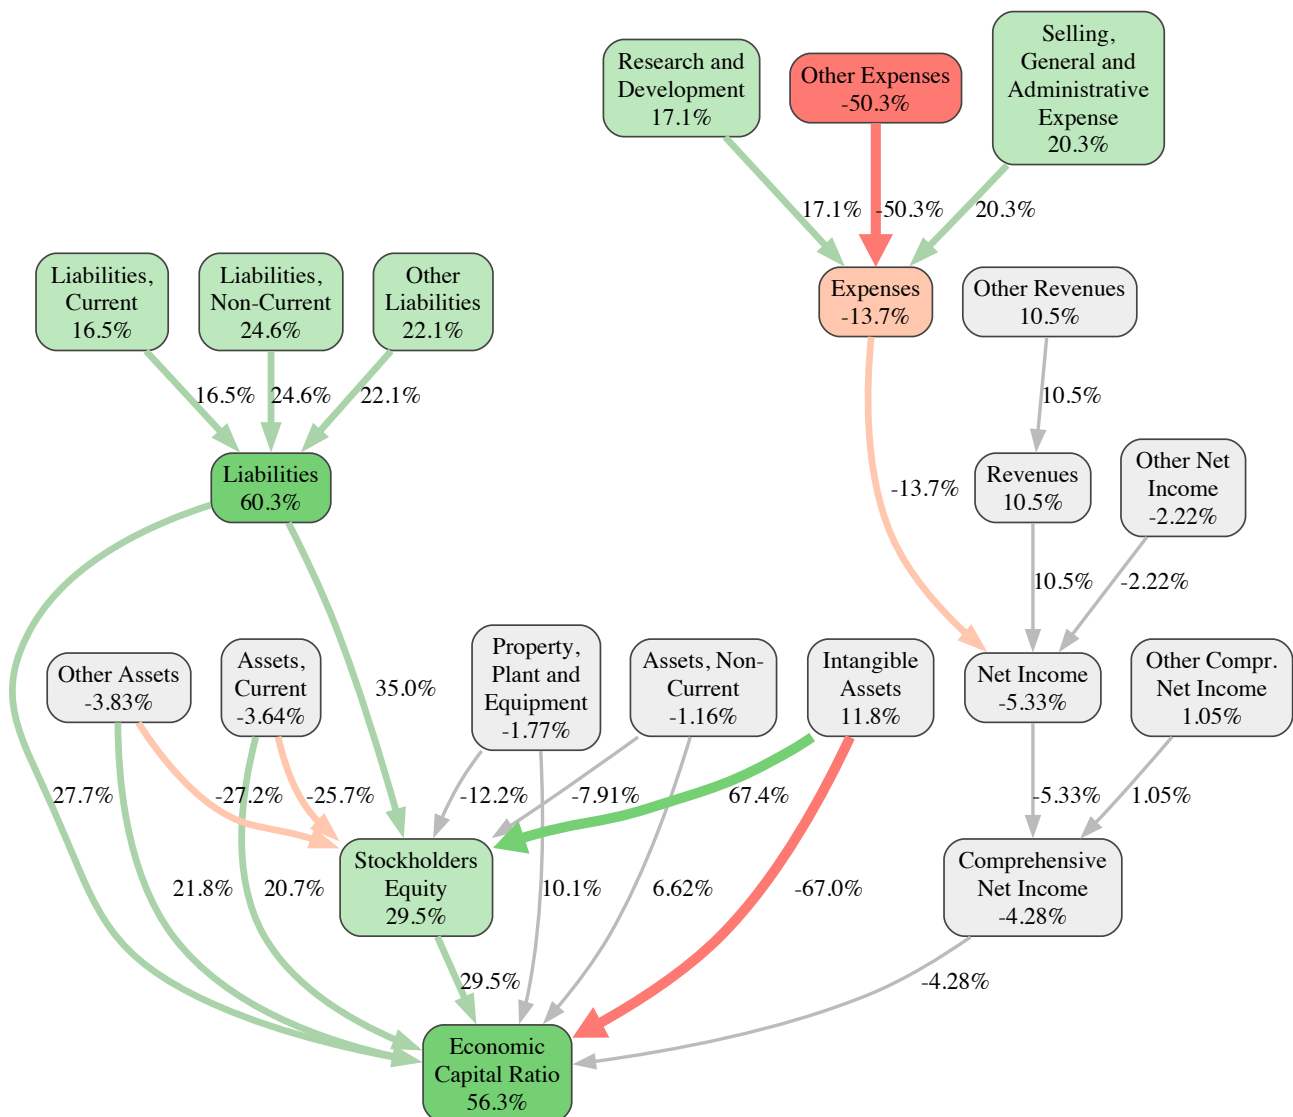 Selling,
General and
Administrative
Expense
20.3%
Research and
Development
17.1%
Other Expenses
-50.3%
17.1%
-50.3%
20.3%
Liabilities,
Current
16.5%
Liabilities,
Non-Current
24.6%
Other
Liabilities
22.1%
Expenses
-13.7%
Other Revenues
10.5%
16.5%
24.6%
22.1%
10.5%
Liabilities
60.3%
-13.7%
Revenues
10.5%
Other Net
Income
-2.22%
10.5%
-2.22%
Other Assets
-3.83%
Assets,
Current
-3.64%
35.0%
Property,
Plant and
Equipment
-1.77%
Assets, Non-
Current
-1.16%
Intangible
Assets
11.8%
Net Income
-5.33%
Other Compr.
Net Income
1.05%
27.7%
-27.2%
-25.7%
-12.2%
-7.91%
67.4%
-5.33%
1.05%
Stockholders
Equity
29.5%
21.8%
20.7%
10.1%
6.62%
-67.0%
Comprehensive
Net Income
-4.28%
29.5%
-4.28%
Economic
Capital Ratio
56.3%